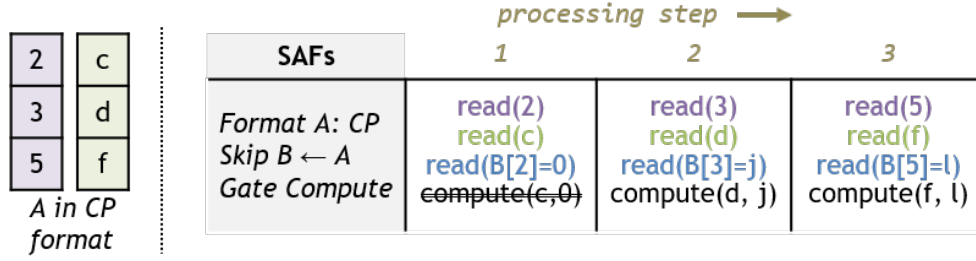 processing step
2 c
3 d
5 f
A in CP
format
SAFs 1 2 3
Format A: CP
Skip B ← A
Gate Compute
read(2)
read(c)
read(B[2]=0)
compute(c,0)
read(3)
read(d)
read(B[3]=j)
compute(d, j)
read(5)
read(f)
read(B[5]=l)
compute(f, l)